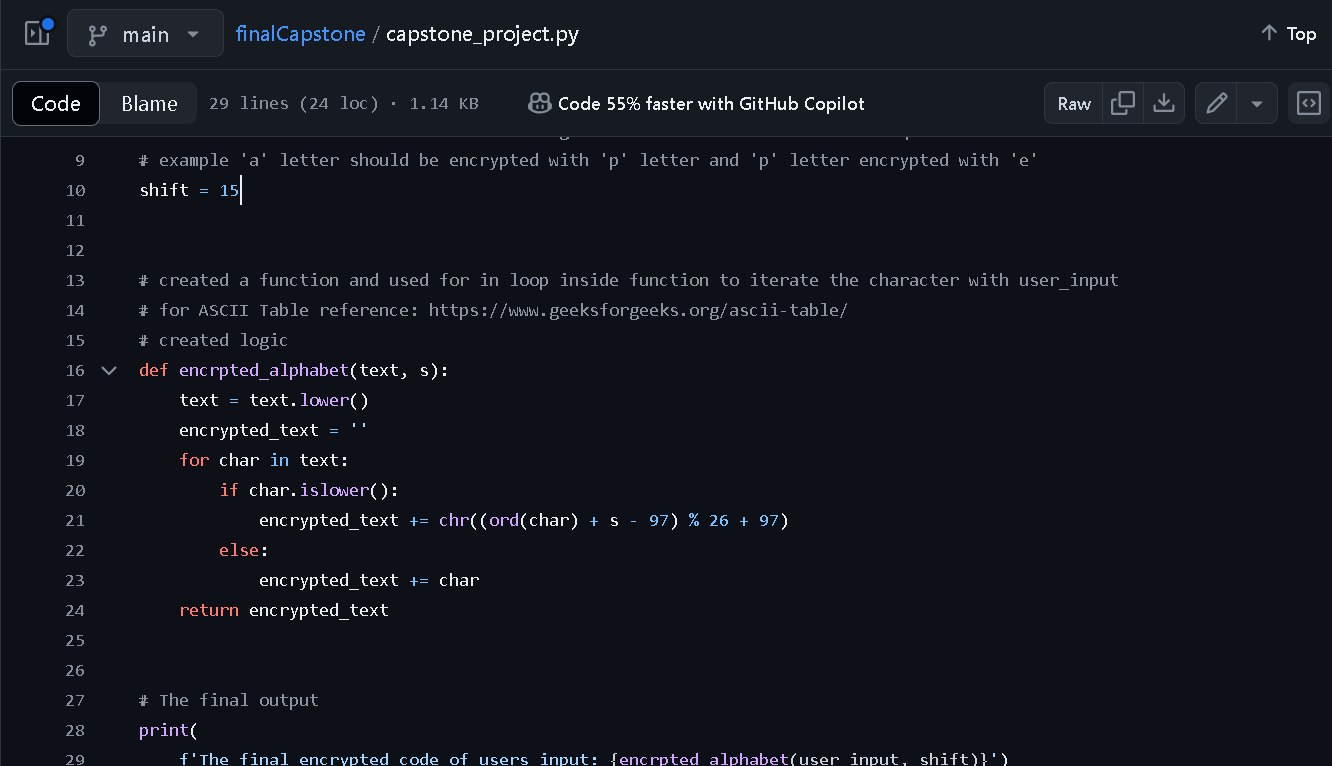 main finalCapstone / capstone_project.py Top
Code Blame 29 lines (24 loc) · 1.14 KB Code 55% faster with GitHub Copilot Raw
9 # example 'a' letter should be encrypted with 'p' letter and 'p' letter encrypted with 'e'
10 shift = 15
11
12
13 # created a function and used for in loop inside function to iterate the character with user_input
14 # for ASCII Table reference: https://www.geeksforgeeks.org/ascii-table/
15 # created logic
16 def encrpted_alphabet(text, s):
17 text = text.lower()
18 encrypted_text = ''
19 for char in text:
20 if char.islower():
21 encrypted_text += chr((ord(char) + s - 97) % 26 + 97)
22 else:
23 encrypted_text += char
24 return encrypted_text
25
26
27 # The final output
28 print(
29 f'The final encrypted code of users input: {encrpted_alphabet(user_input, shift)}')